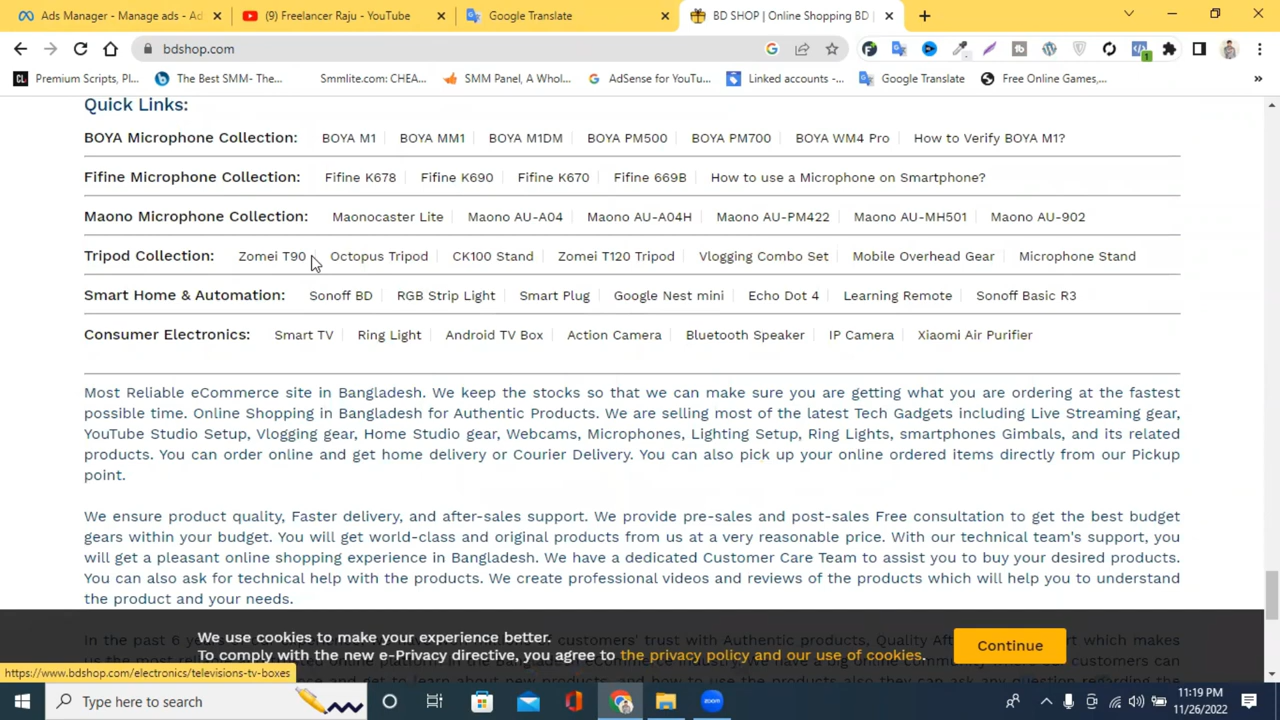 Ads Manager - Manage ads - Ad
(9) Freelancer Raju - YouTube
Google Translate
BD SHOP | Online Shopping BD |
bdshop.com
Premium Scripts, Pl...
The Best SMM- The...
Smmlite.com: CHEA...
SMM Panel, A Whol...
AdSense for YouTu...
Linked accounts -...
Google Translate
Free Online Games,...
Quick Links:
BOYA Microphone Collection: BOYA M1 BOYA MM1 BOYA M1DM BOYA PM500 BOYA PM700 BOYA WM4 Pro How to Verify BOYA M1?
Fifine Microphone Collection: Fifine K678 Fifine K690 Fifine K670 Fifine 669B How to use a Microphone on Smartphone?
Maono Microphone Collection: Maonocaster Lite Maono AU-A04 Maono AU-A04H Maono AU-PM422 Maono AU-MH501 Maono AU-902
Tripod Collection: Zomei T90 Octopus Tripod CK100 Stand Zomei T120 Tripod Vlogging Combo Set Mobile Overhead Gear Microphone Stand
Smart Home & Automation: Sonoff BD RGB Strip Light Smart Plug Google Nest mini Echo Dot 4 Learning Remote Sonoff Basic R3
Consumer Electronics: Smart TV Ring Light Android TV Box Action Camera Bluetooth Speaker IP Camera Xiaomi Air Purifier
Most Reliable eCommerce site in Bangladesh. We keep the stocks so that we can make sure you are getting what you are ordering at the fastest
possible time. Online Shopping in Bangladesh for Authentic Products. We are selling most of the latest Tech Gadgets including Live Streaming gear,
YouTube Studio Setup, Vlogging gear, Home Studio gear, Webcams, Microphones, Lighting Setup, Ring Lights, smartphones Gimbals, and its related
products. You can order online and get home delivery or Courier Delivery. You can also pick up your online ordered items directly from our Pickup
point.
We ensure product quality, Faster delivery, and after-sales support. We provide pre-sales and post-sales Free consultation to get the best budget
gears within your budget. You will get world-class and original products from us at a very reasonable price. With our technical team's support, you
will get a pleasant online shopping experience in Bangladesh. We have a dedicated Customer Care Team to assist you to buy your desired products.
You can also ask for technical help with the products. We create professional videos and reviews of the products which will help you to understand
the product and your needs.
We use cookies to make your experience better.
To comply with the new e-Privacy directive, you agree to the privacy policy and our use of cookies.
Continue
In the past 6 customers' trust with Authentic products, Quality which makes
https://www.bdshop.com/electronics/televisions-tv-boxes
Type here to search
11:19 PM
11/26/2022